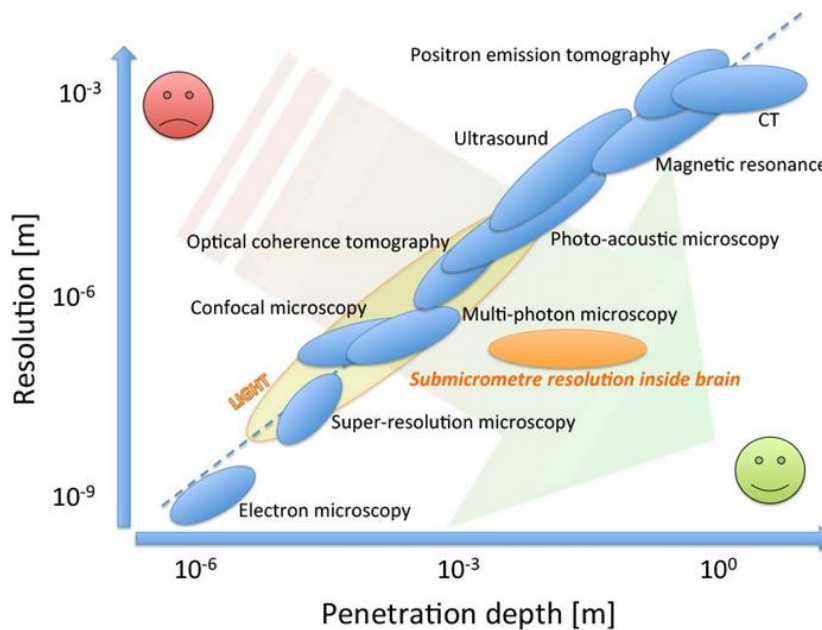 Positron emission tomography
10-3
CT
Ultrasound
Magnetic resonance
Optical coherence tomography
Photo-acoustic microscopy
Resolution [m]
10-6
Confocal microscopy
Multi-photon microscopy
LIGHT
Submicrometre resolution inside brain
Super-resolution microscopy
10-9
Electron microscopy
10-6
10-3
100
Penetration depth [m]